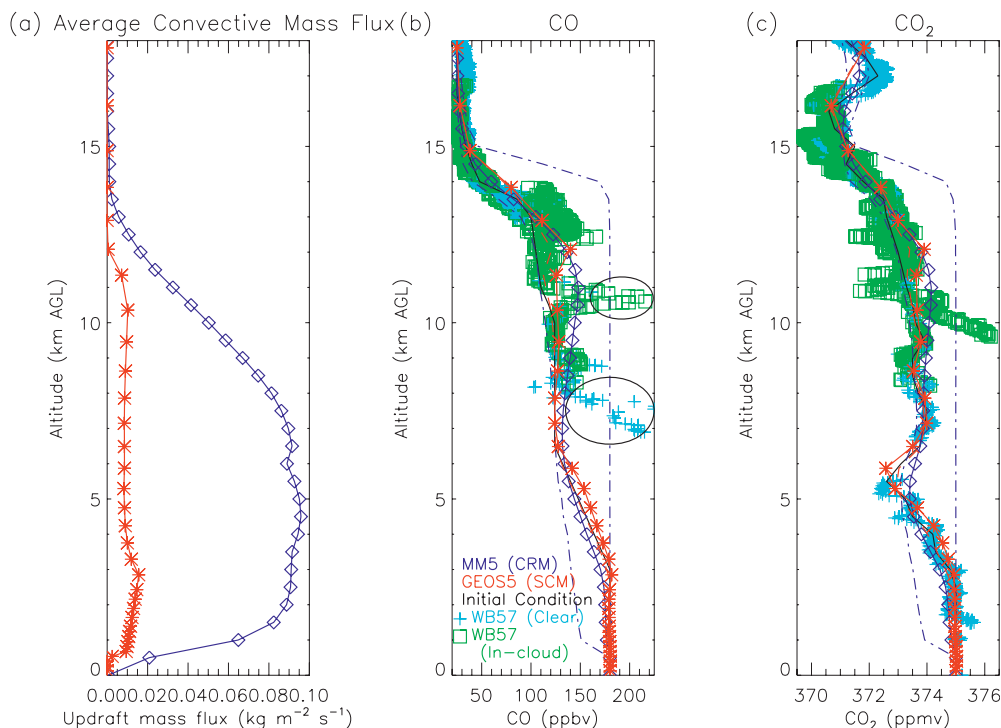 (a) Average Convective Mass Flux
(b) CO
(c) CO2
Altitude (km AGL)
15
10
5
0
0.000.020.040.060.080.10
Updraft mass flux (kg m−2 s−1)
Altitude (km AGL)
15
10
5
0
MM5 (CRM)
GEOS5 (SCM)
Initial Condition
+ WB57 (Clear)
WB57
(In-cloud)
50 100 150 200
CO (ppbv)
Altitude (km AGL)
15
10
5
0
370 372 374 376
CO2 (ppmv)